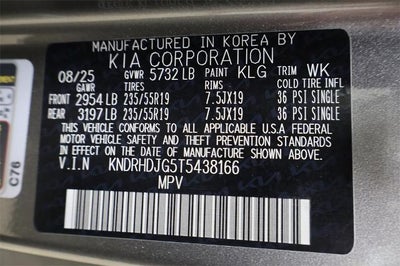 MANUFACTURED IN KOREA BY
KIA CORPORATION
08/25 GVWR 5732 LB PAINT KLG TRIM WK
GAWR TIRES RIMS COLD TIRE INFL
FRONT 2954 LB 235/55R19 7.5JX19 36 PSI SINGLE
REAR 3197 LB 235/55R19 7.5JX19 36 PSI SINGLE
THIS VEHICLE CONFORMS TO ALL APPLICABLE U.S.A FEDERAL
MOTOR VEHICLE SAFETY AND THEFT PREVENTION STANDARDS
IN EFFECT ON THE DATE OF MANUFACTURE SHOWN ABOVE
V.I.N KNDRHDJG5T5438166
MPV
C76